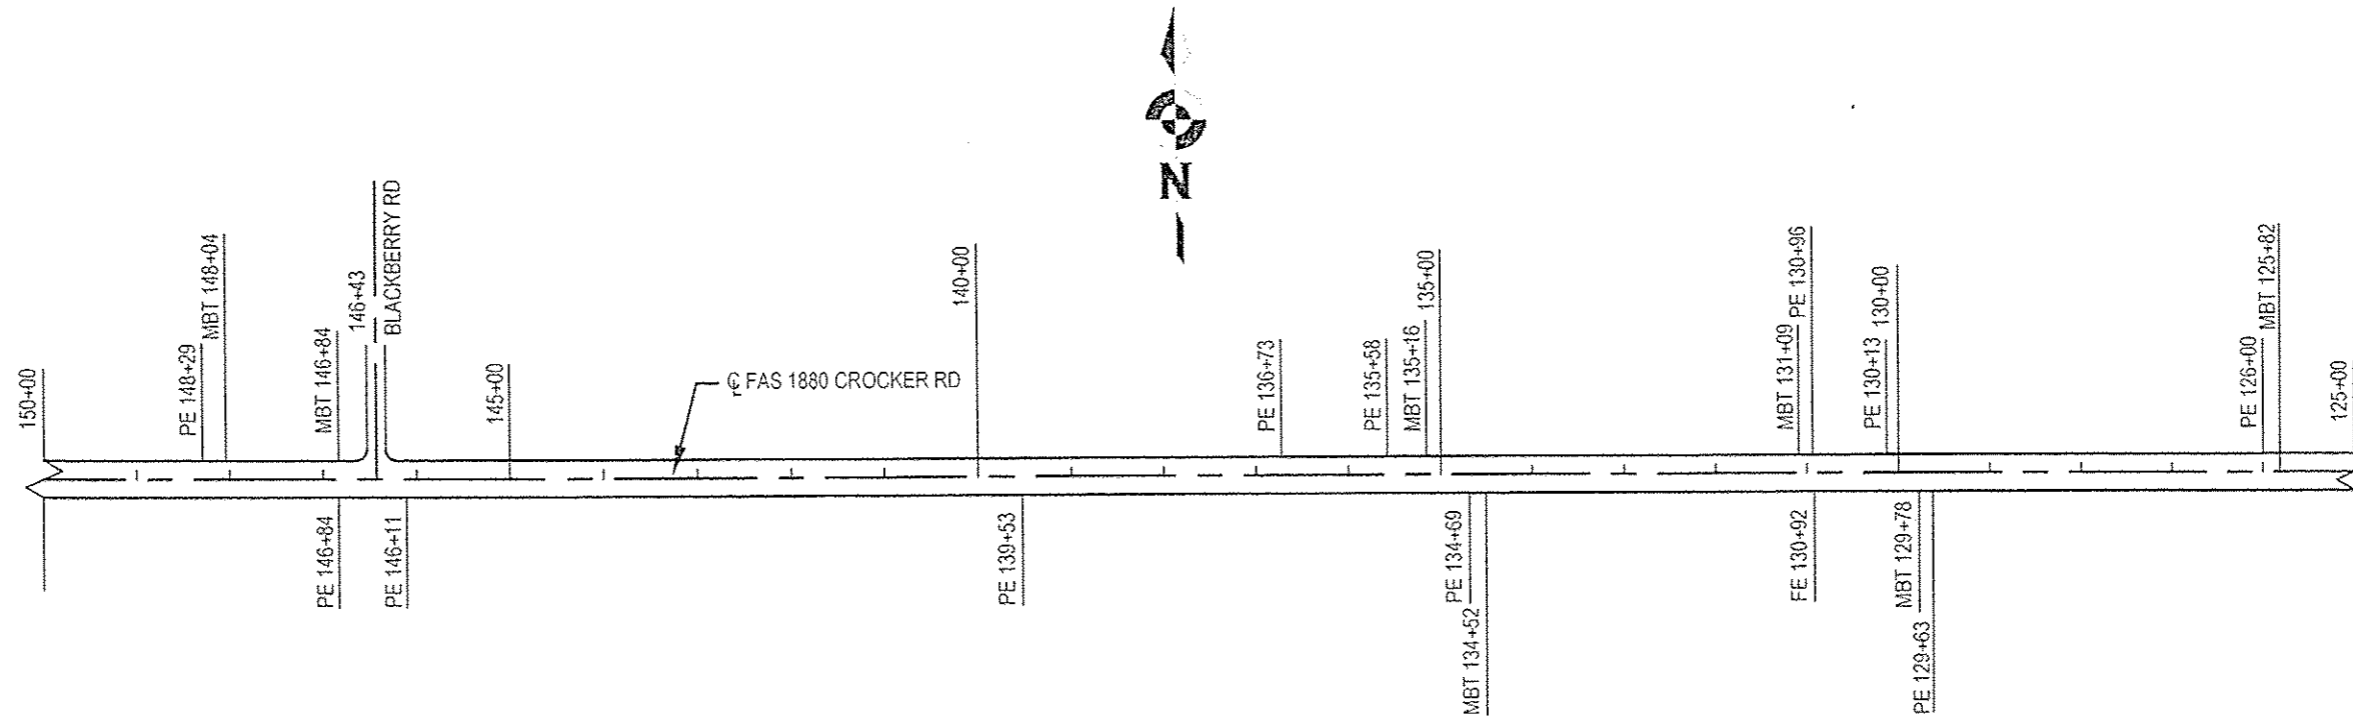 N
150+00
PE 148+29
MBT 148+04
MBT 146+84
146+43
BLACKBERRY RD
145+00
℄ FAS 1880 CROCKER RD
140+00
PE 136+73
PE 135+58
MBT 135+16
135+00
MBT 131+09
PE 130+96
PE 130+13
130+00
PE 126+00
MBT 125+82
125+00
PE 146+84
PE 146+11
PE 139+53
PE 134+69
MBT 134+52
FE 130+92
MBT 129+78
PE 129+63